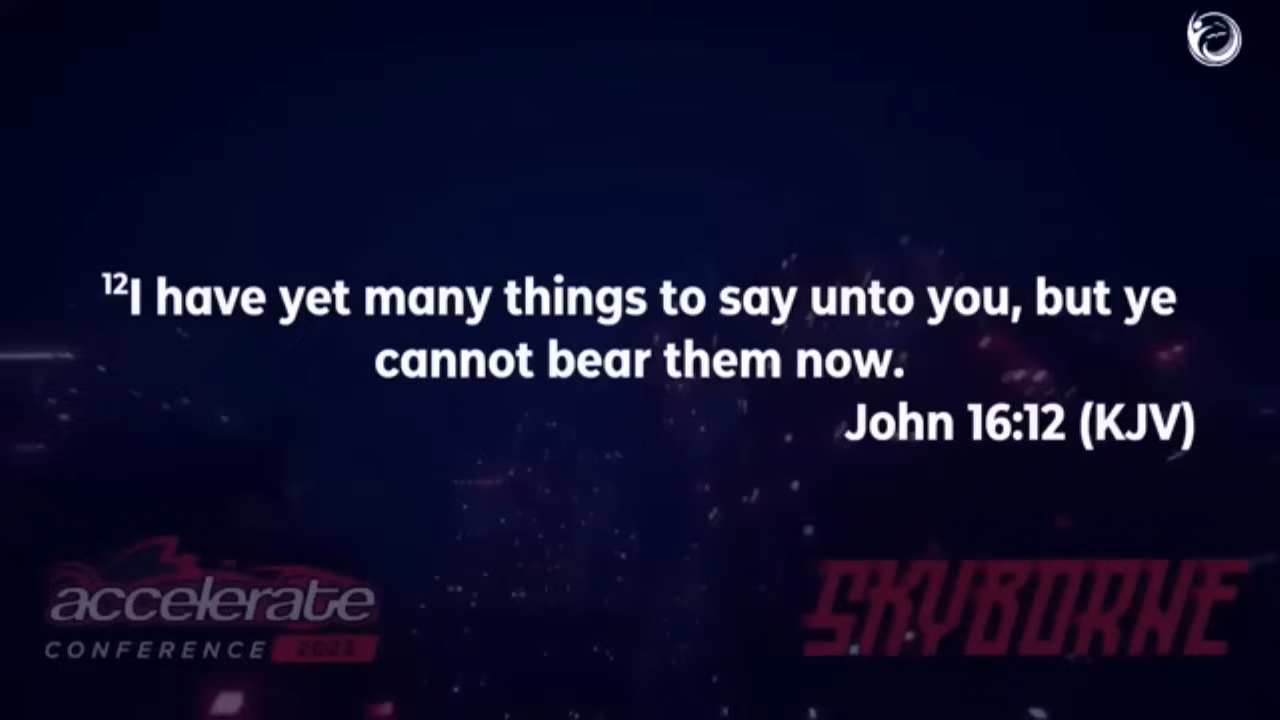 ¹²I have yet many things to say unto you, but ye
cannot bear them now.
John 16:12 (KJV)
accelerate
CONFERENCE 2023
SKYBORNE